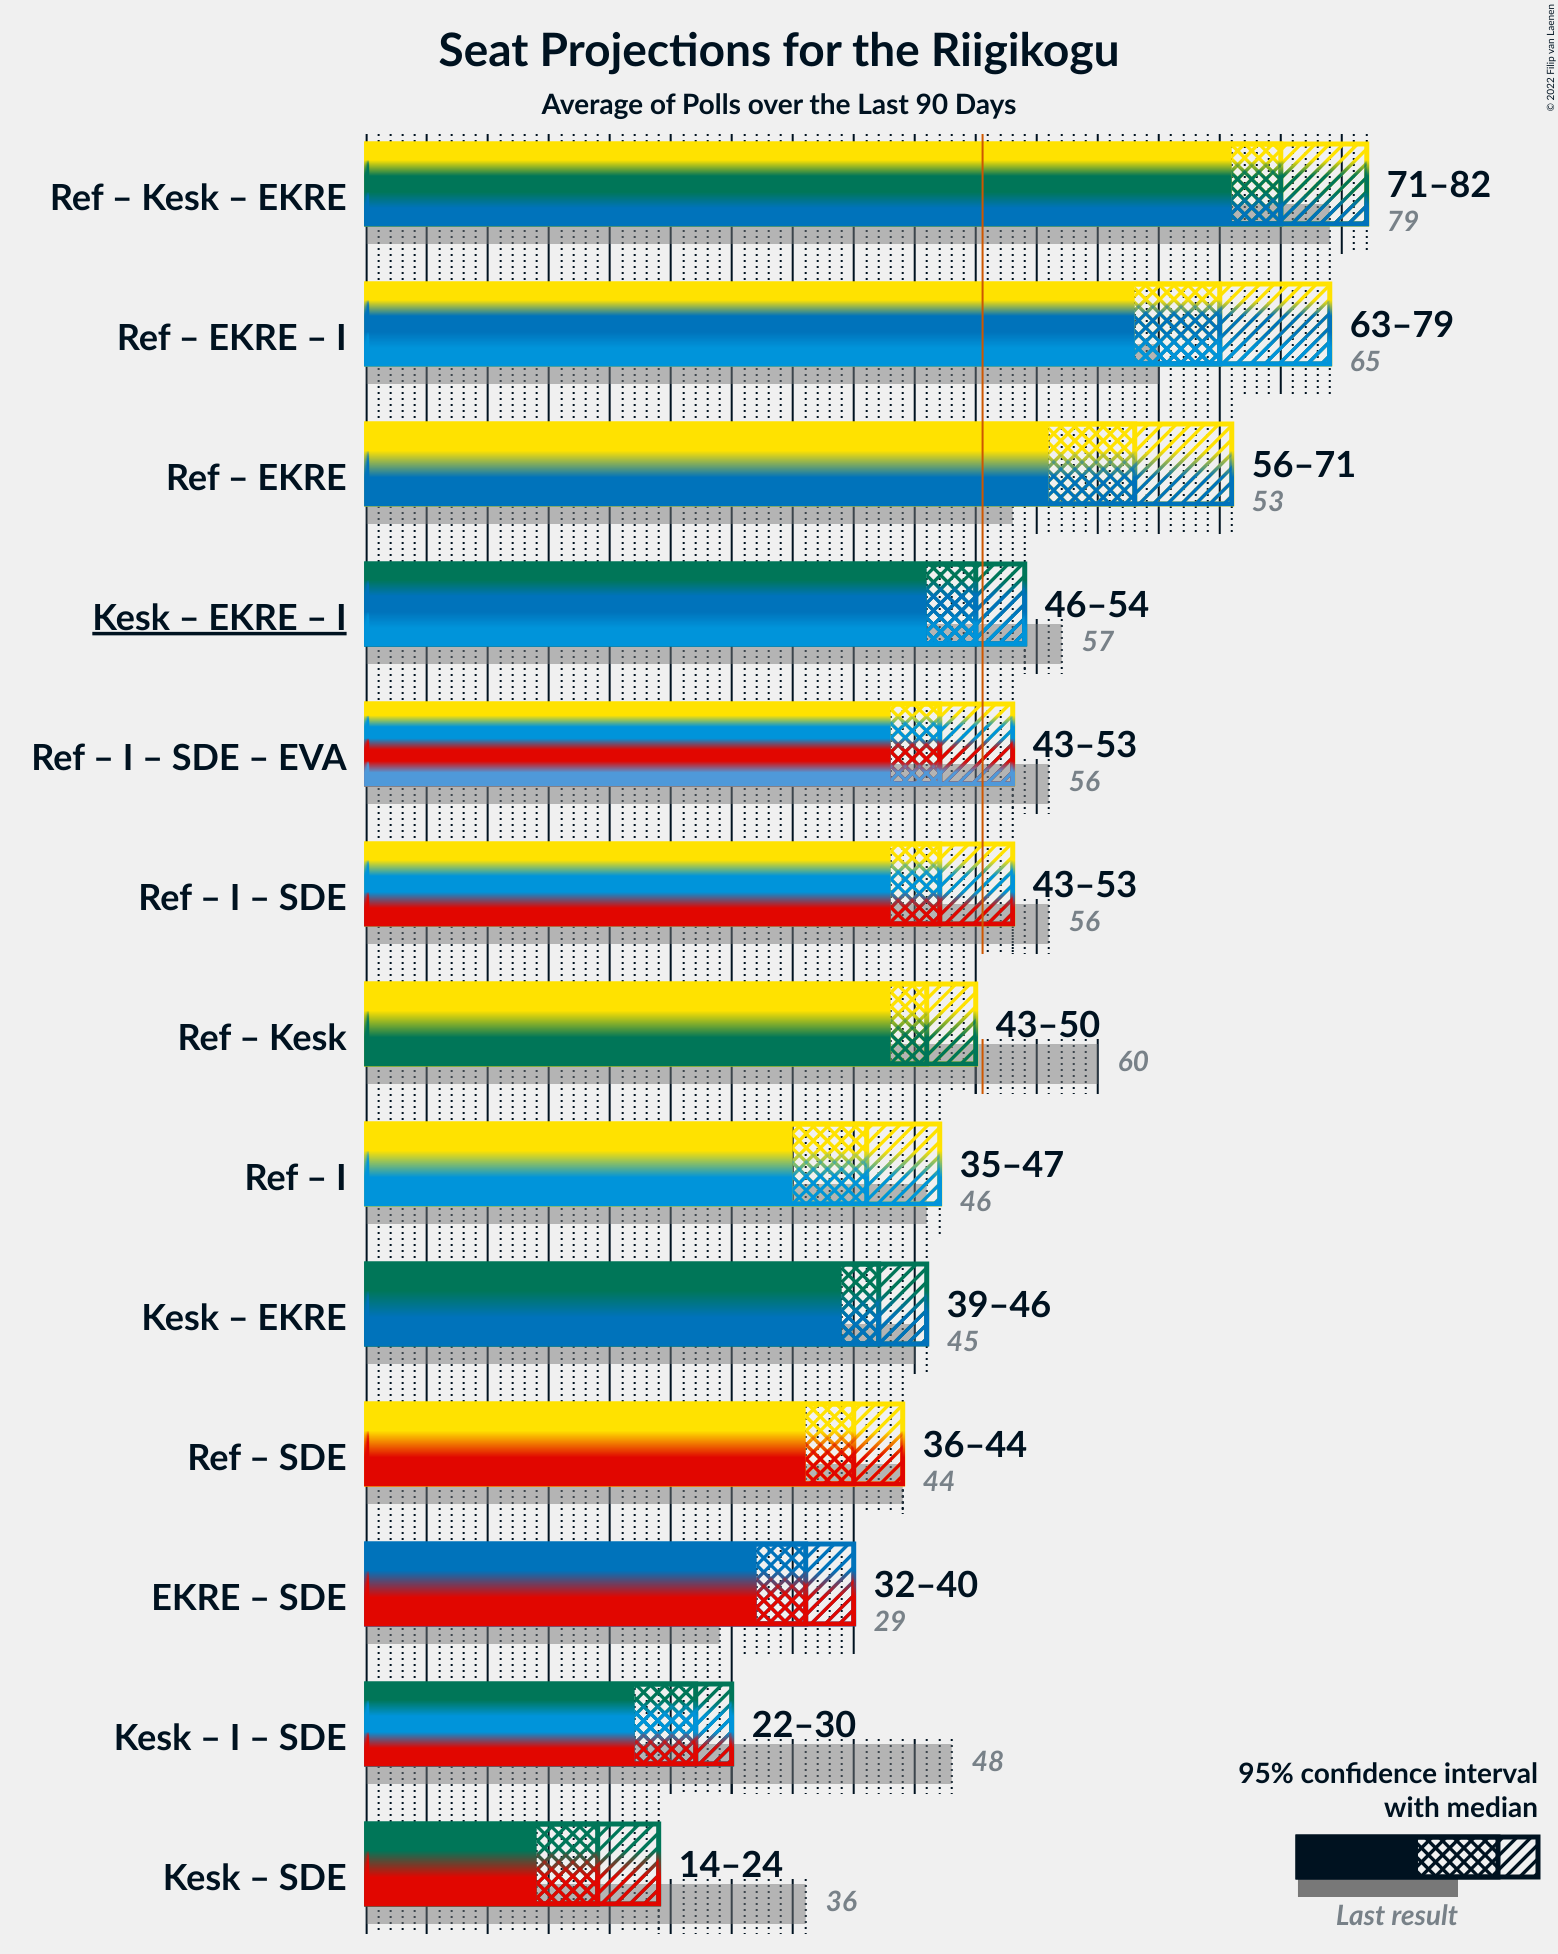 Seat Projections for the Riigikogu
Average of Polls over the Last 90 Days
© 2022 Filip van Laenen
Ref – Kesk – EKRE
71–82
79
Ref – EKRE – I
63–79
65
Ref – EKRE
56–71
53
Kesk – EKRE – I
46–54
57
Ref – I – SDE – EVA
43–53
56
Ref – I – SDE
43–53
56
Ref – Kesk
43–50
60
Ref – I
35–47
46
Kesk – EKRE
39–46
45
Ref – SDE
36–44
44
EKRE – SDE
32–40
29
Kesk – I – SDE
22–30
48
Kesk – SDE
14–24
36
95% confidence interval
with median
Last result